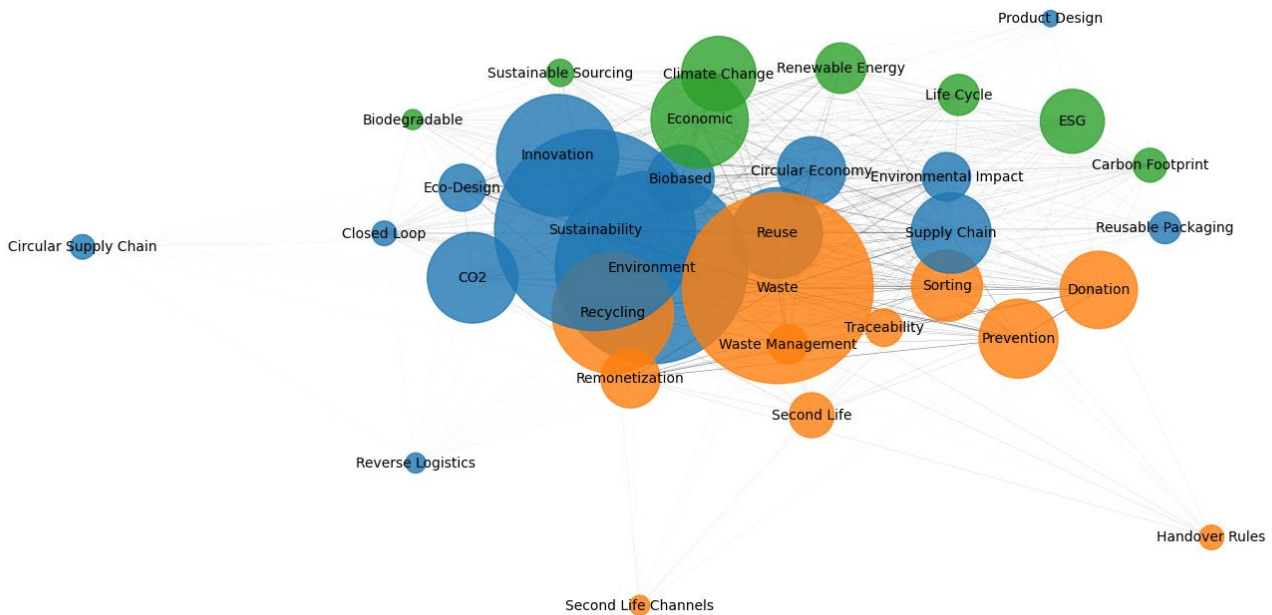 Product Design
Sustainable Sourcing
Climate Change
Renewable Energy
Life Cycle
Biodegradable
Economic
ESG
Innovation
Carbon Footprint
Eco-Design
Biobased
Circular Economy
Environmental Impact
Circular Supply Chain
Closed Loop
Sustainability
Reuse
Supply Chain
Reusable Packaging
CO2
Environment
Waste
Sorting
Donation
Recycling
Traceability
Waste Management
Prevention
Remonetization
Second Life
Reverse Logistics
Handover Rules
Second Life Channels